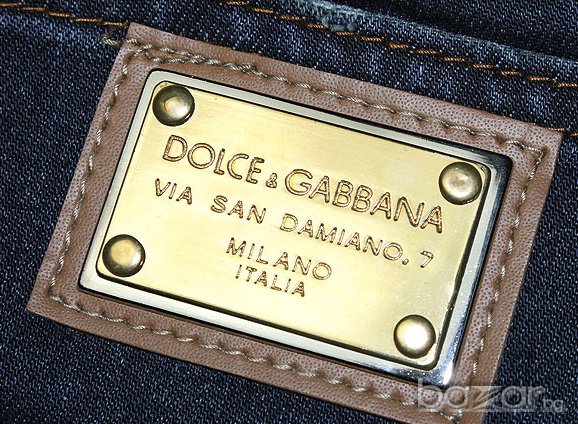 DOLCE & GABBANA
VIA SAN DAMIANO, 7
MILANO
ITALIA
bazar.bg